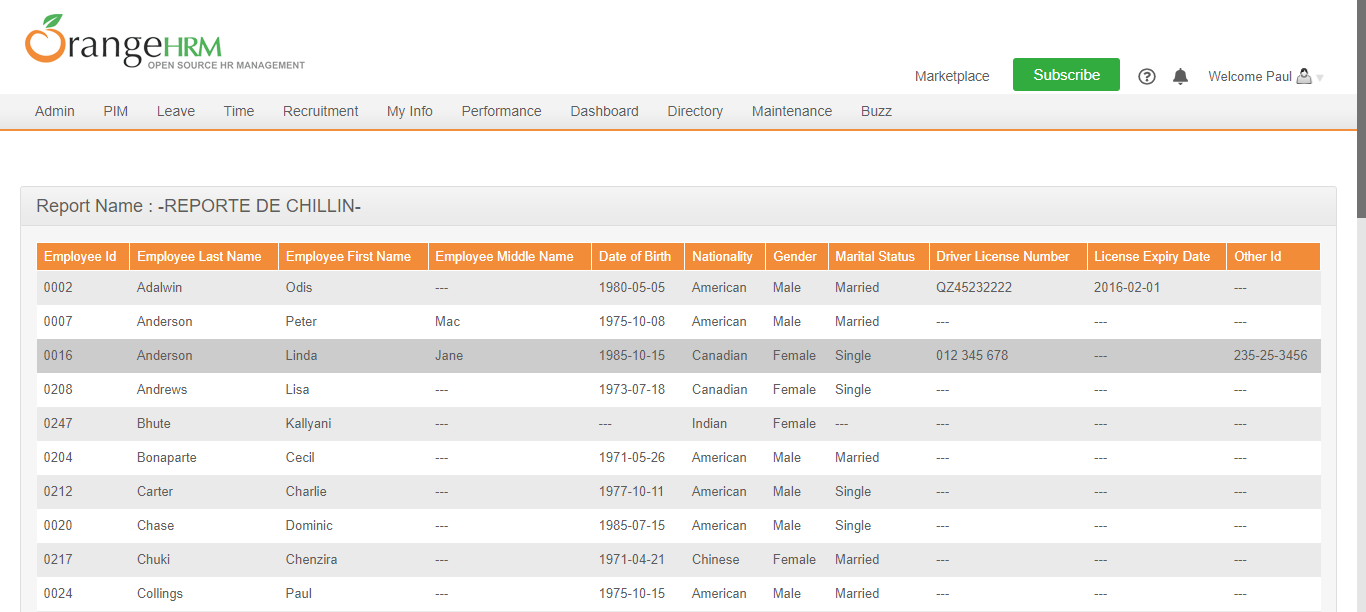 OrangeHRM
OPEN SOURCE HR MANAGEMENT
Marketplace Subscribe ? Welcome Paul
Admin PIM Leave Time Recruitment My Info Performance Dashboard Directory Maintenance Buzz
Report Name : -REPORTE DE CHILLIN-
Employee Id Employee Last Name Employee First Name Employee Middle Name Date of Birth Nationality Gender Marital Status Driver License Number License Expiry Date Other Id
0002 Adalwin Odis --- 1980-05-05 American Male Married QZ45232222 2016-02-01 ---
0007 Anderson Peter Mac 1975-10-08 American Male Married --- --- ---
0016 Anderson Linda Jane 1985-10-15 Canadian Female Single 012 345 678 --- 235-25-3456
0208 Andrews Lisa --- 1973-07-18 Canadian Female Single --- --- ---
0247 Bhute Kallyani --- --- Indian Female --- --- --- ---
0204 Bonaparte Cecil --- 1971-05-26 American Male Married --- --- ---
0212 Carter Charlie --- 1977-10-11 American Male Single --- --- ---
0020 Chase Dominic --- 1985-07-15 American Male Single --- --- ---
0217 Chuki Chenzira --- 1971-04-21 Chinese Female Married --- --- ---
0024 Collings Paul --- 1975-10-15 American Male Married --- --- ---